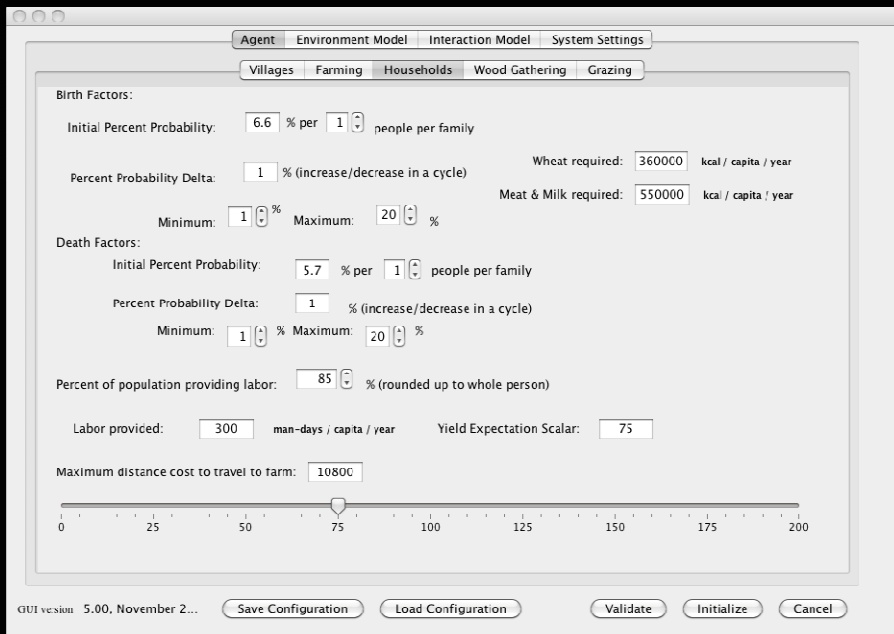 Agent Environment Model Interaction Model System Settings
Villages Farming Households Wood Gathering Grazing
Birth Factors:
Initial Percent Probability: 6.6 % per 1 people per family
Wheat required: 360000 kcal / capita / year
Percent Probability Delta: 1 % (increase/decrease in a cycle)
Meat & Milk required: 550000 kcal / capita / year
Minimum: 1 % Maximum: 20 %
Death Factors:
Initial Percent Probability: 5.7 % per 1 people per family
Percent Probability Delta: 1 % (increase/decrease in a cycle)
Minimum: 1 % Maximum: 20 %
Percent of population providing labor: 85 % (rounded up to whole person)
Labor provided: 300 man-days / capita / year Yield Expectation Scalar: 75
Maximum distance cost to travel to farm: 10800
0 25 50 75 100 125 150 175 200
GUI version 5.00, November 2... Save Configuration Load Configuration Validate Initialize Cancel